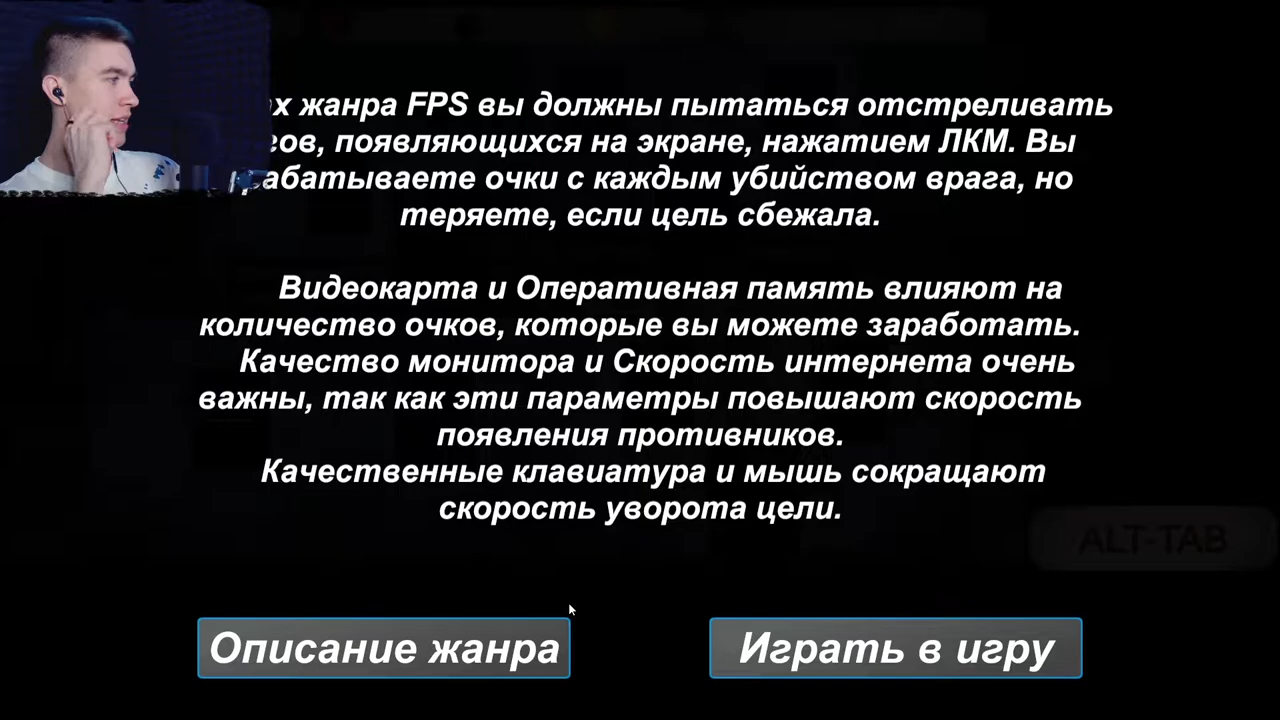 жанра FPS вы должны пытаться отстреливать
появляющихся на экране, нажатием ЛКМ. Вы
очки с каждым убийством врага, но
теряете, если цель сбежала.
Видеокарта и Оперативная память влияют на
количество очков, которые вы можете заработать.
Качество монитора и Скорость интернета очень
важны, так как эти параметры повышают скорость
появления противников.
Качественные клавиатура и мышь сокращают
скорость уворота цели.
ALT-TAB
Описание жанра
Играть в игру